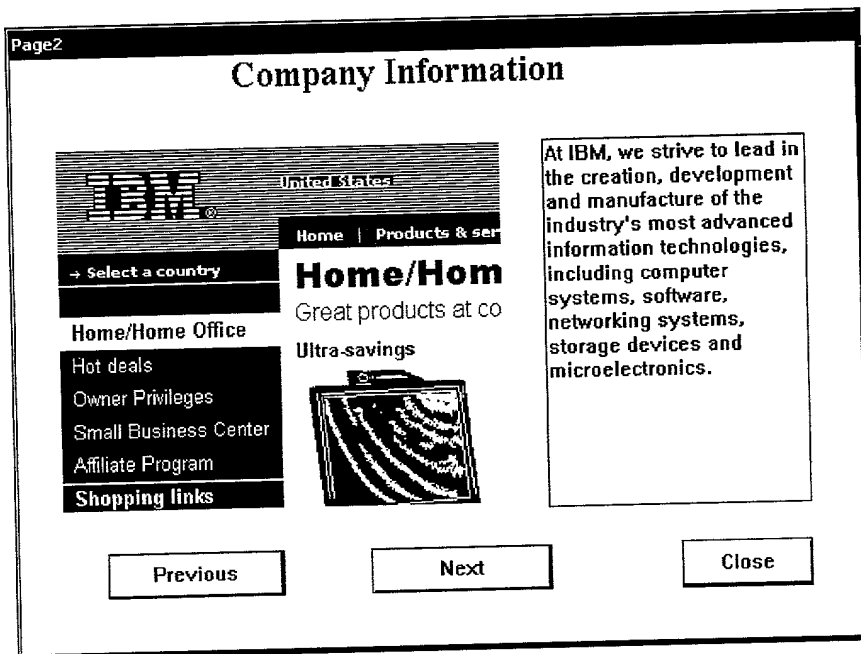 Page2
Company Information
IBM®
United States
Home | Products & ser
→ Select a country
Home/Hom
Great products at co
Home/Home Office
Ultra-savings
Hot deals
Owner Privileges
Small Business Center
Affiliate Program
Shopping links
At IBM, we strive to lead in
the creation, development
and manufacture of the
industry's most advanced
information technologies,
including computer
systems, software,
networking systems,
storage devices and
microelectronics.
Previous
Next
Close